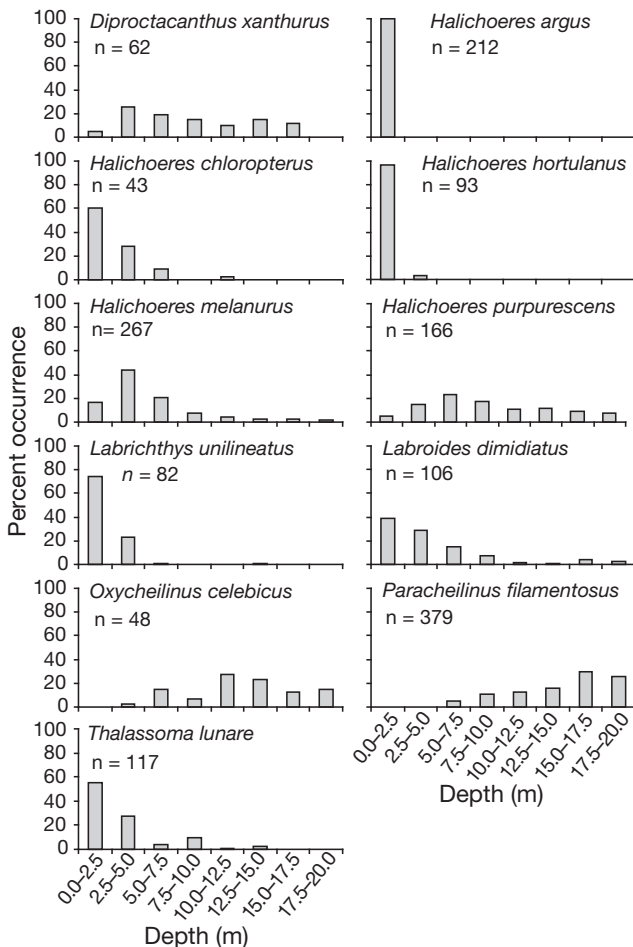 Diproctacanthus xanthurus
n = 62
100
80
60
40
20
0
Halichoeres argus
n = 212
Halichoeres chloropterus
n = 43
100
80
60
40
20
0
Halichoeres hortulanus
n = 93
Halichoeres melanurus
n= 267
100
80
60
40
20
0
Halichoeres purpurescens
n = 166
Percent occurrence
Labrichthys unilineatus
n = 82
100
80
60
40
20
0
Labroides dimidiatus
n = 106
Oxycheilinus celebicus
n = 48
100
80
60
40
20
0
Paracheilinus filamentosus
n = 379
0.0–2.5
2.5–5.0
5.0–7.5
7.5–10.0
10.0–12.5
12.5–15.0
15.0–17.5
17.5–20.0
Depth (m)
Thalassoma lunare
n = 117
100
80
60
40
20
0
0.0–2.5
2.5–5.0
5.0–7.5
7.5–10.0
10.0–12.5
12.5–15.0
15.0–17.5
17.5–20.0
Depth (m)